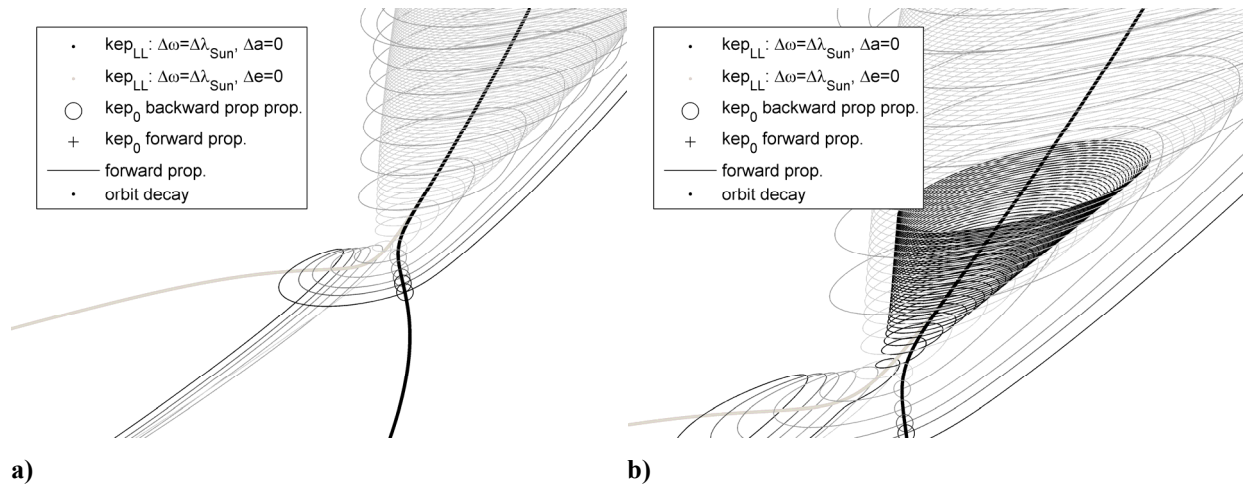 kep_LL: Δω=Δλ_Sun, Δa=0
kep_LL: Δω=Δλ_Sun, Δe=0
kep_0 backward prop prop.
kep_0 forward prop.
forward prop.
orbit decay
kep_LL: Δω=Δλ_Sun, Δa=0
kep_LL: Δω=Δλ_Sun, Δe=0
kep_0 backward prop prop.
kep_0 forward prop.
forward prop.
orbit decay
a)
b)